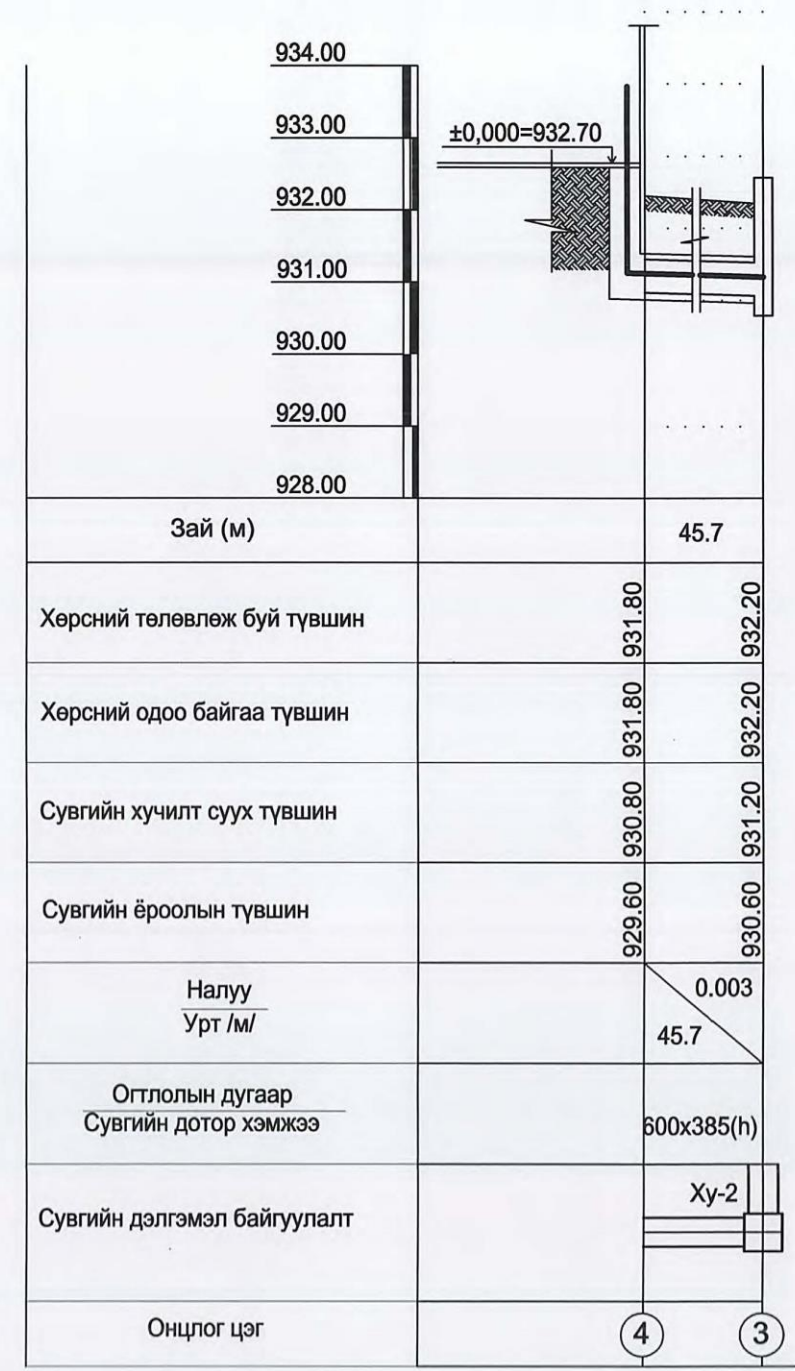 934.00
933.00
±0,000=932.70
932.00
931.00
930.00
929.00
928.00
Зай (м)
45.7
Хөрсний төлөвлөж буй түвшин
931.80
932.20
Хөрсний одоо байгаа түвшин
931.80
932.20
Сувгийн хучилт суух түвшин
930.80
931.20
Сувгийн ёроолын түвшин
929.60
930.60
Налуу
0.003
Урт /м/
45.7
Огтлолын дугаар
Сувгийн дотор хэмжээ
600x385(h)
Ху-2
Сувгийн дэлгэмэл байгуулалт
Онцлог цэг
4
3